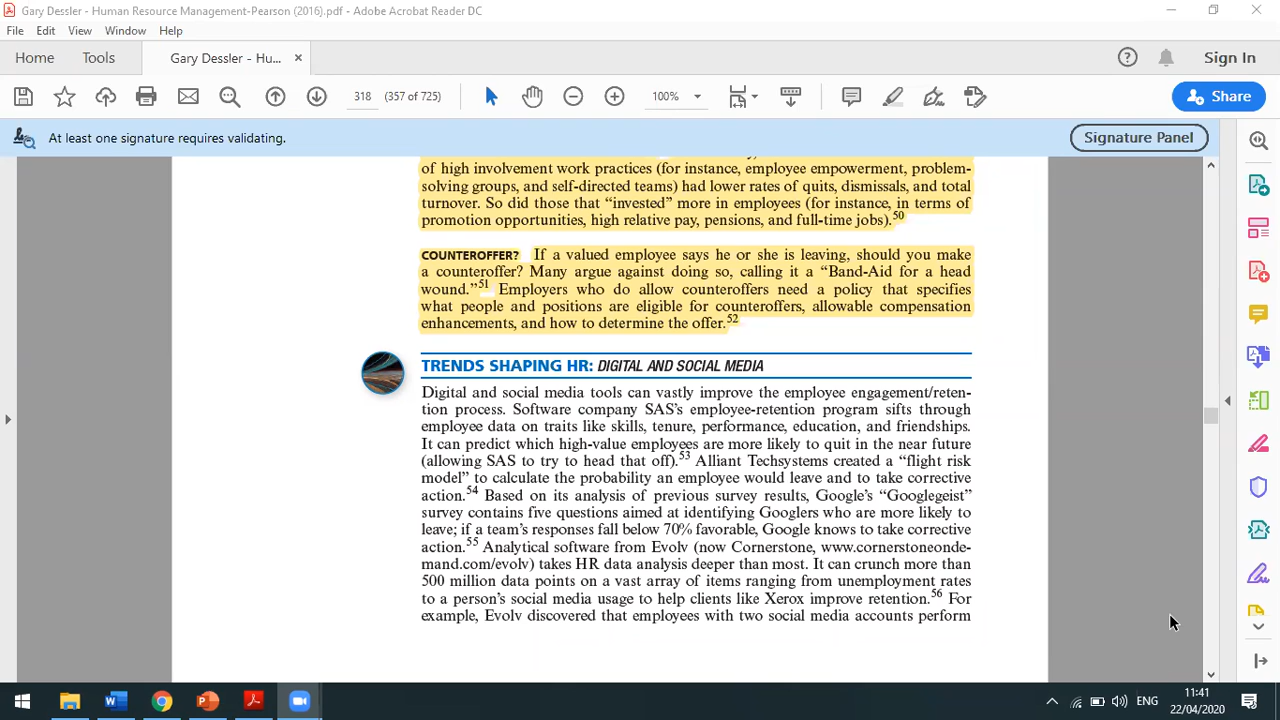 Gary Dessler - Human Resource Management-Pearson (2016).pdf - Adobe Acrobat Reader DC
File Edit View Window Help
Home Tools Gary Dessler - Hu... ×
? Sign In
318 (357 of 725) 100% Share
At least one signature requires validating. Signature Panel
of high involvement work practices (for instance, employee empowerment, problem-
solving groups, and self-directed teams) had lower rates of quits, dismissals, and total
turnover. So did those that “invested” more in employees (for instance, in terms of
promotion opportunities, high relative pay, pensions, and full-time jobs).50
COUNTEROFFER? If a valued employee says he or she is leaving, should you make
a counteroffer? Many argue against doing so, calling it a “Band-Aid for a head
wound.”51 Employers who do allow counteroffers need a policy that specifies
what people and positions are eligible for counteroffers, allowable compensation
enhancements, and how to determine the offer.52
TRENDS SHAPING HR: DIGITAL AND SOCIAL MEDIA
Digital and social media tools can vastly improve the employee engagement/reten-
tion process. Software company SAS’s employee-retention program sifts through
employee data on traits like skills, tenure, performance, education, and friendships.
It can predict which high-value employees are more likely to quit in the near future
(allowing SAS to try to head that off).53 Alliant Techsystems created a “flight risk
model” to calculate the probability an employee would leave and to take corrective
action.54 Based on its analysis of previous survey results, Google’s “Googlegeist”
survey contains five questions aimed at identifying Googlers who are more likely to
leave; if a team’s responses fall below 70% favorable, Google knows to take corrective
action.55 Analytical software from Evolv (now Cornerstone, www.cornerstoneonde-
mand.com/evolv) takes HR data analysis deeper than most. It can crunch more than
500 million data points on a vast array of items ranging from unemployment rates
to a person’s social media usage to help clients like Xerox improve retention.56 For
example, Evolv discovered that employees with two social media accounts perform
ENG 11:41
22/04/2020